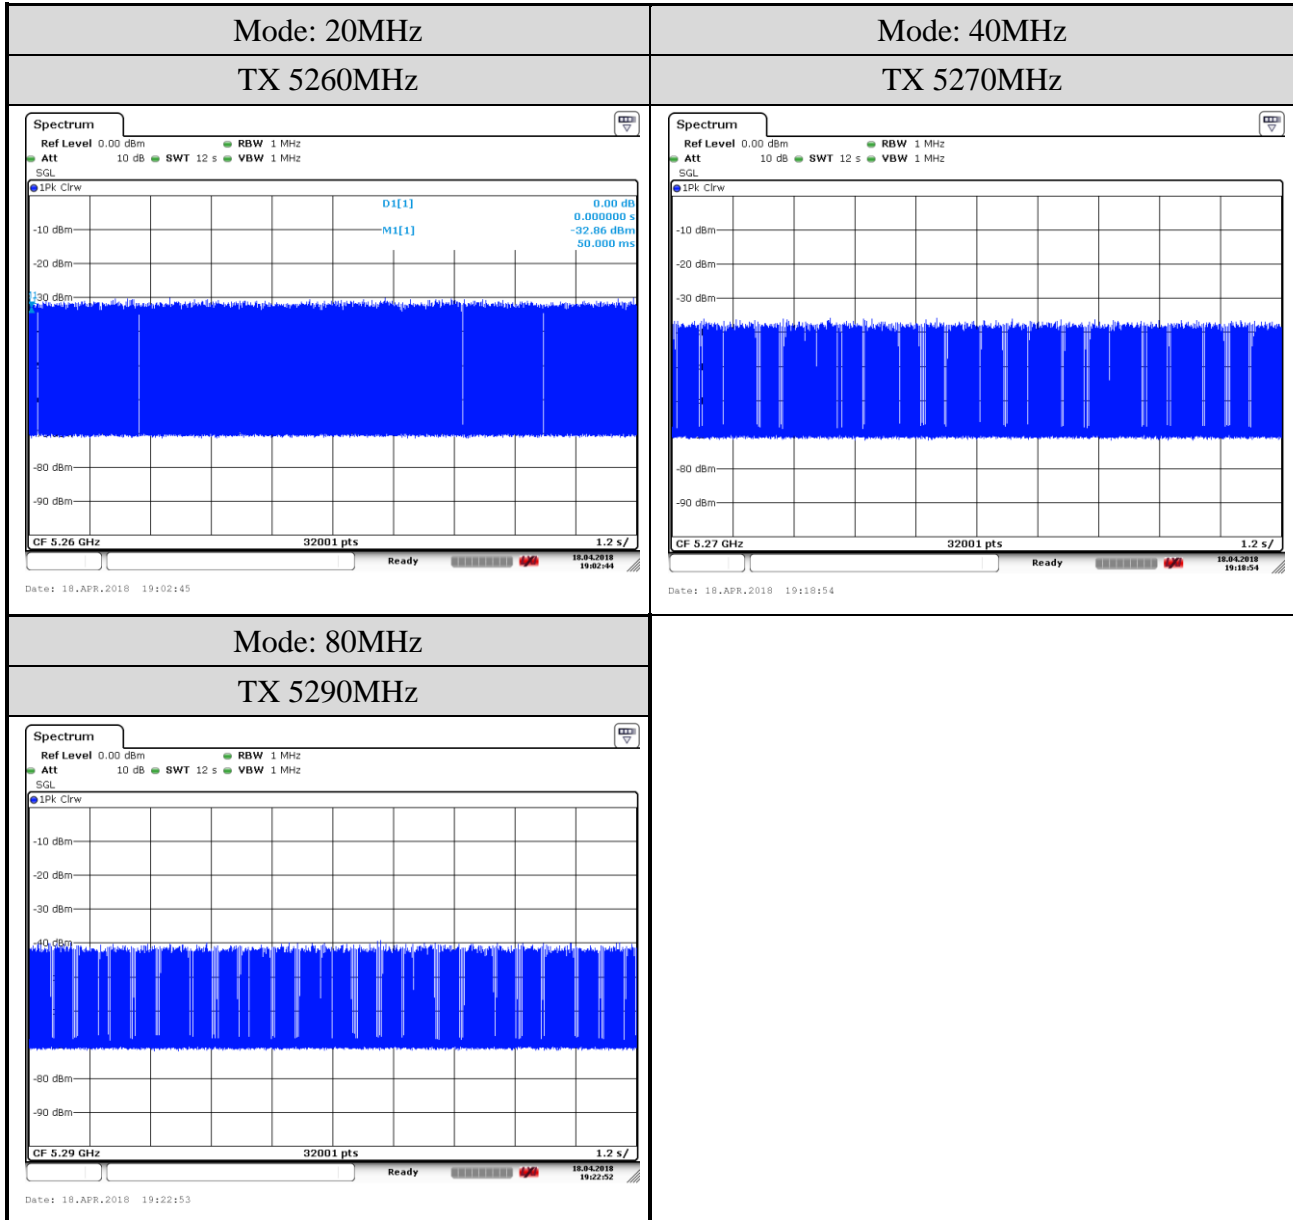 Mode: 20MHz
Mode: 40MHz
TX 5260MHz
TX 5270MHz
Spectrum
Ref Level 0.00 dBm RBW 1 MHz
Att 10 dB SWT 12 s VBW 1 MHz
SGL
1Pk Clrw
D1[1] 0.00 dB
0.000000 s
M1[1] -32.86 dBm
50.000 ms
-10 dBm
-20 dBm
-30 dBm
-80 dBm
-90 dBm
CF 5.26 GHz 32001 pts 1.2 s/
Ready 18.04.2018
19:02:44
Date: 18.APR.2018 19:02:45
Spectrum
Ref Level 0.00 dBm RBW 1 MHz
Att 10 dB SWT 12 s VBW 1 MHz
SGL
1Pk Clrw
-10 dBm
-20 dBm
-30 dBm
-80 dBm
-90 dBm
CF 5.27 GHz 32001 pts 1.2 s/
Ready 18.04.2018
19:18:54
Date: 18.APR.2018 19:18:54
Mode: 80MHz
TX 5290MHz
Spectrum
Ref Level 0.00 dBm RBW 1 MHz
Att 10 dB SWT 12 s VBW 1 MHz
SGL
1Pk Clrw
-10 dBm
-20 dBm
-30 dBm
-40 dBm
-80 dBm
-90 dBm
CF 5.29 GHz 32001 pts 1.2 s/
Ready 18.04.2018
19:22:52
Date: 18.APR.2018 19:22:53